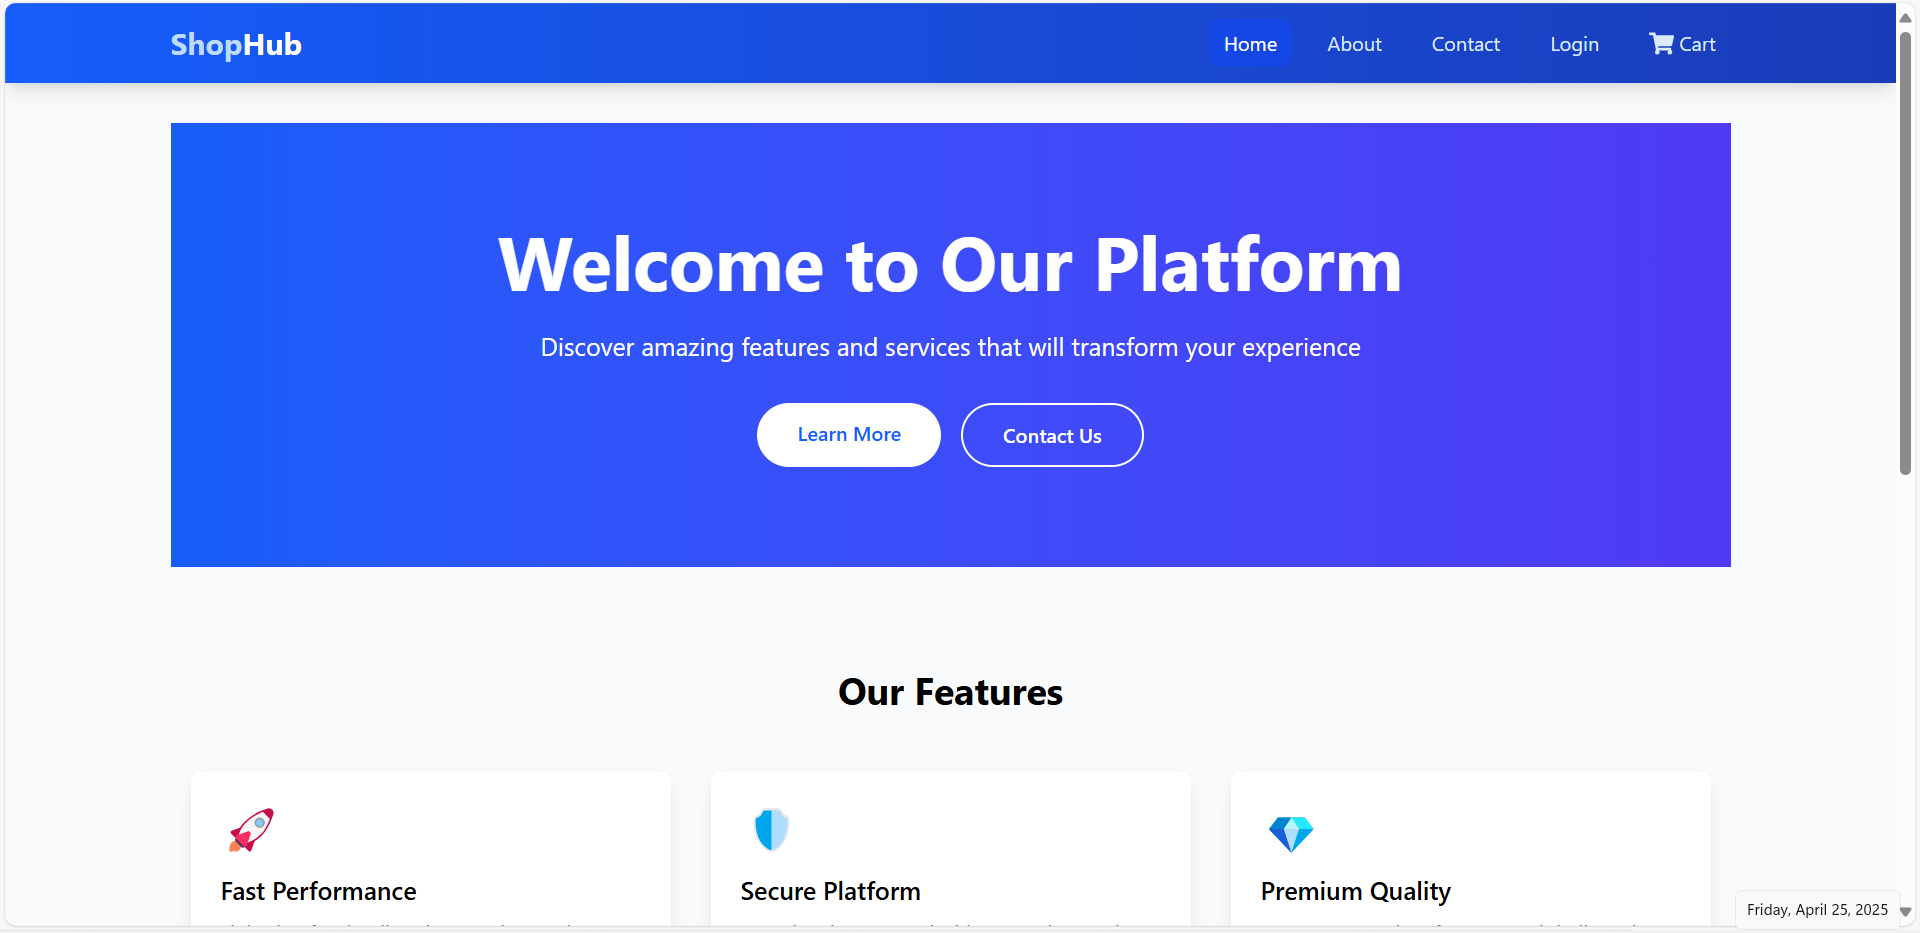 ShopHub
Home About Contact Login Cart
Welcome to Our Platform
Discover amazing features and services that will transform your experience
Learn More Contact Us
Our Features
Fast Performance Secure Platform Premium Quality
Friday, April 25, 2025